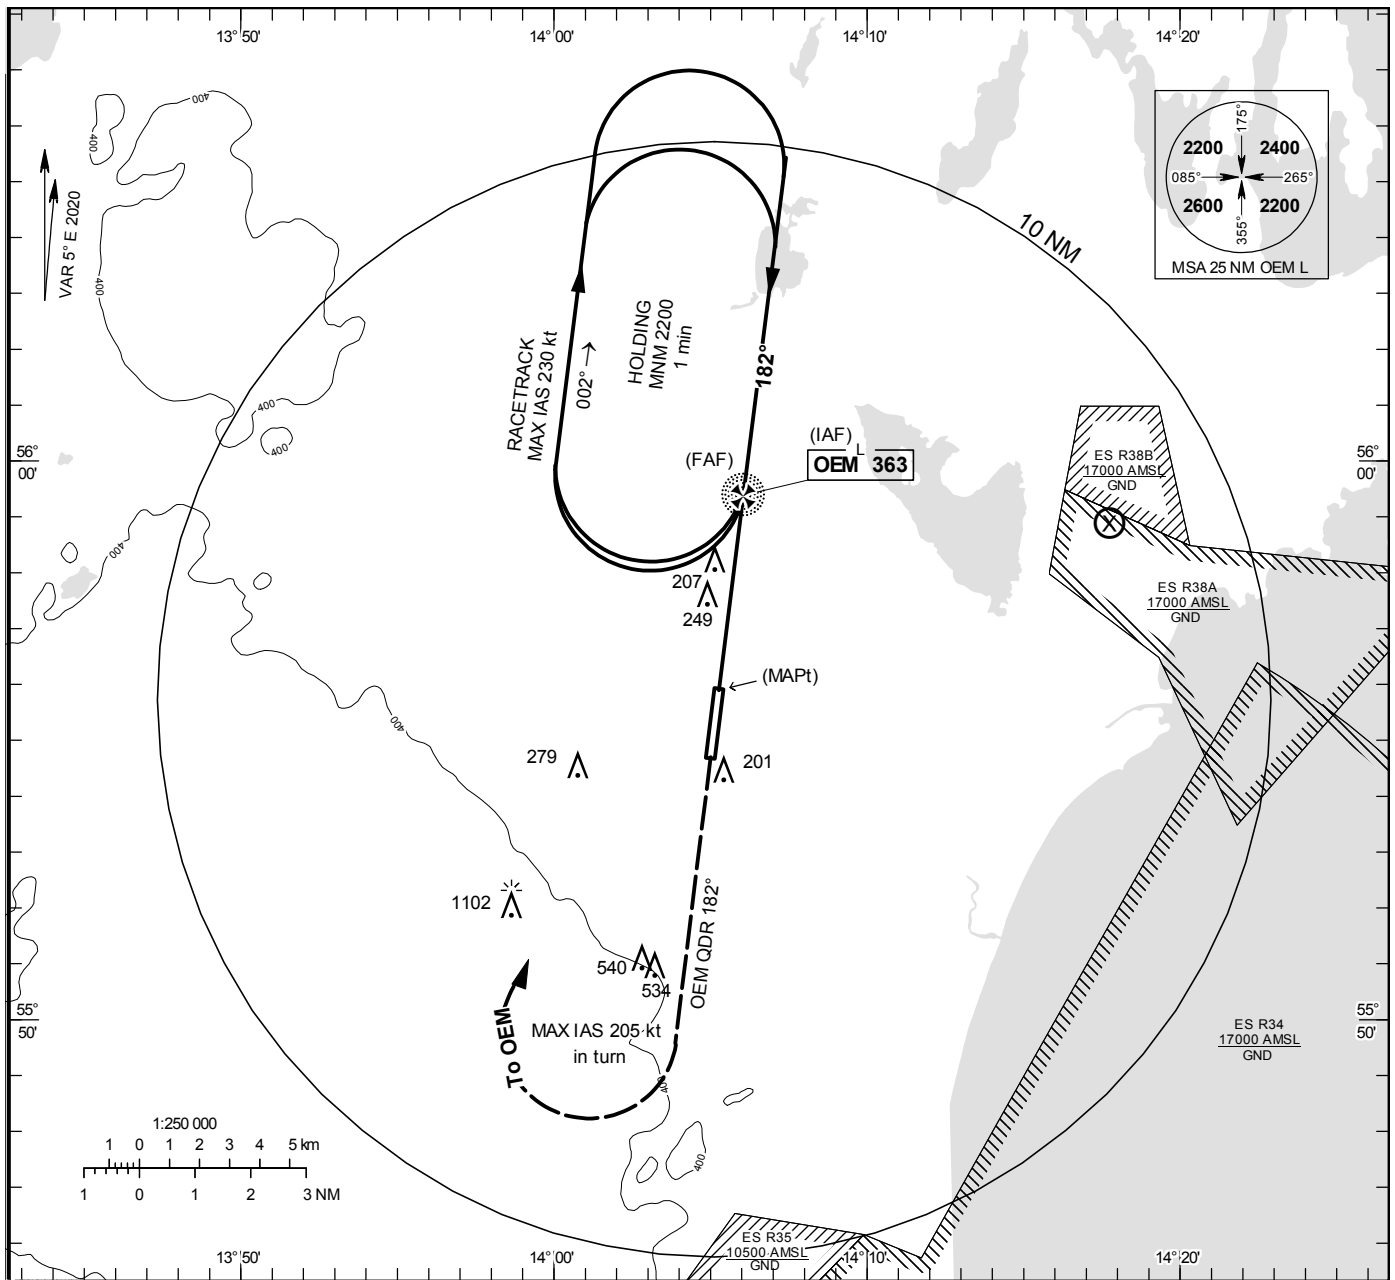 13° 50'
14° 00'
14° 10'
14° 20'
400
400
400
VAR 5° E 2020
10 NM
175°
2200
2400
085°
265°
2600
2200
355°
MSA 25 NM OEM L
RACETRACK
MAX IAS 230 kt
002°
HOLDING
MNM 2200
1 min
182°
400
400
56°
00'
(FAF)
(IAF)
L
OEM 363
ES R38B
17000 AMSL
GND
56°
00'
X
400
207
249
ES R38A
17000 AMSL
GND
(MAPt)
400
279
201
1102
540
534
OEM QDR 182°
To OEM
MAX IAS 205 kt
in turn
55°
50'
55°
50'
ES R34
17000 AMSL
GND
400
400
1:250 000
1 0 1 2 3 4 5 km
1 0 1 2 3 NM
ES R35
10500 AMSL
GND
13° 50'
14° 00'
14° 10'
14° 20'